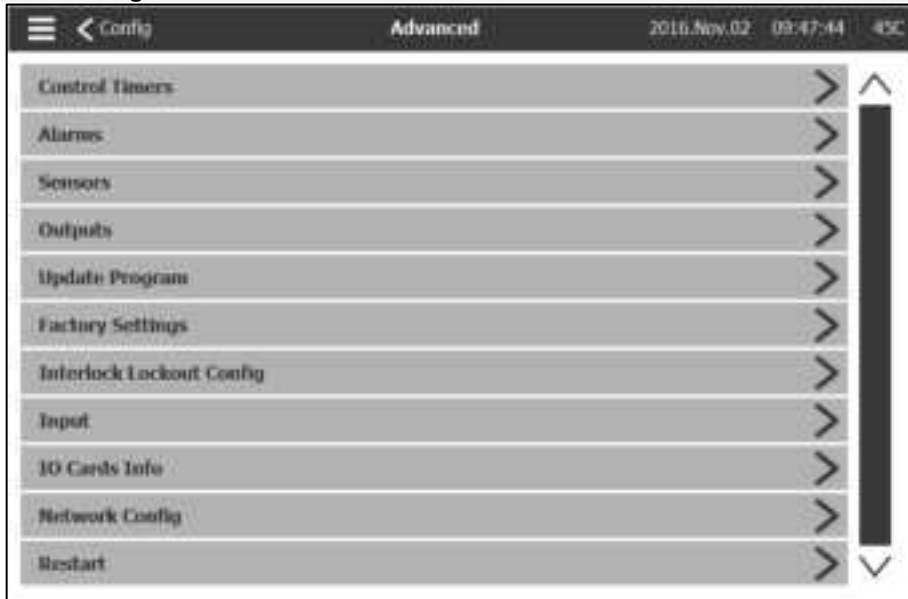 Config Advanced 2016.Nov.02 09:47:44 45C
Control Timers
Alarms
Sensors
Outputs
Update Program
Factory Settings
Interlock Lockout Config
Input
IO Cards Info
Network Config
Restart